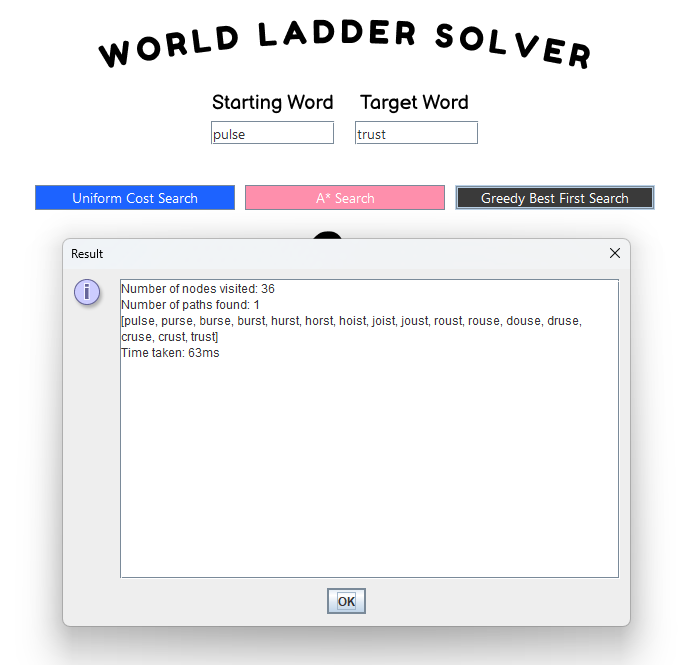 WORLD LADDER SOLVER
Starting Word Target Word
pulse trust
Uniform Cost Search A* Search Greedy Best First Search
Result
Number of nodes visited: 36
Number of paths found: 1
[pulse, purse, burse, burst, hurst, horst, hoist, joist, joust, roust, rouse, douse, druse,
cruse, crust, trust]
Time taken: 63ms
OK